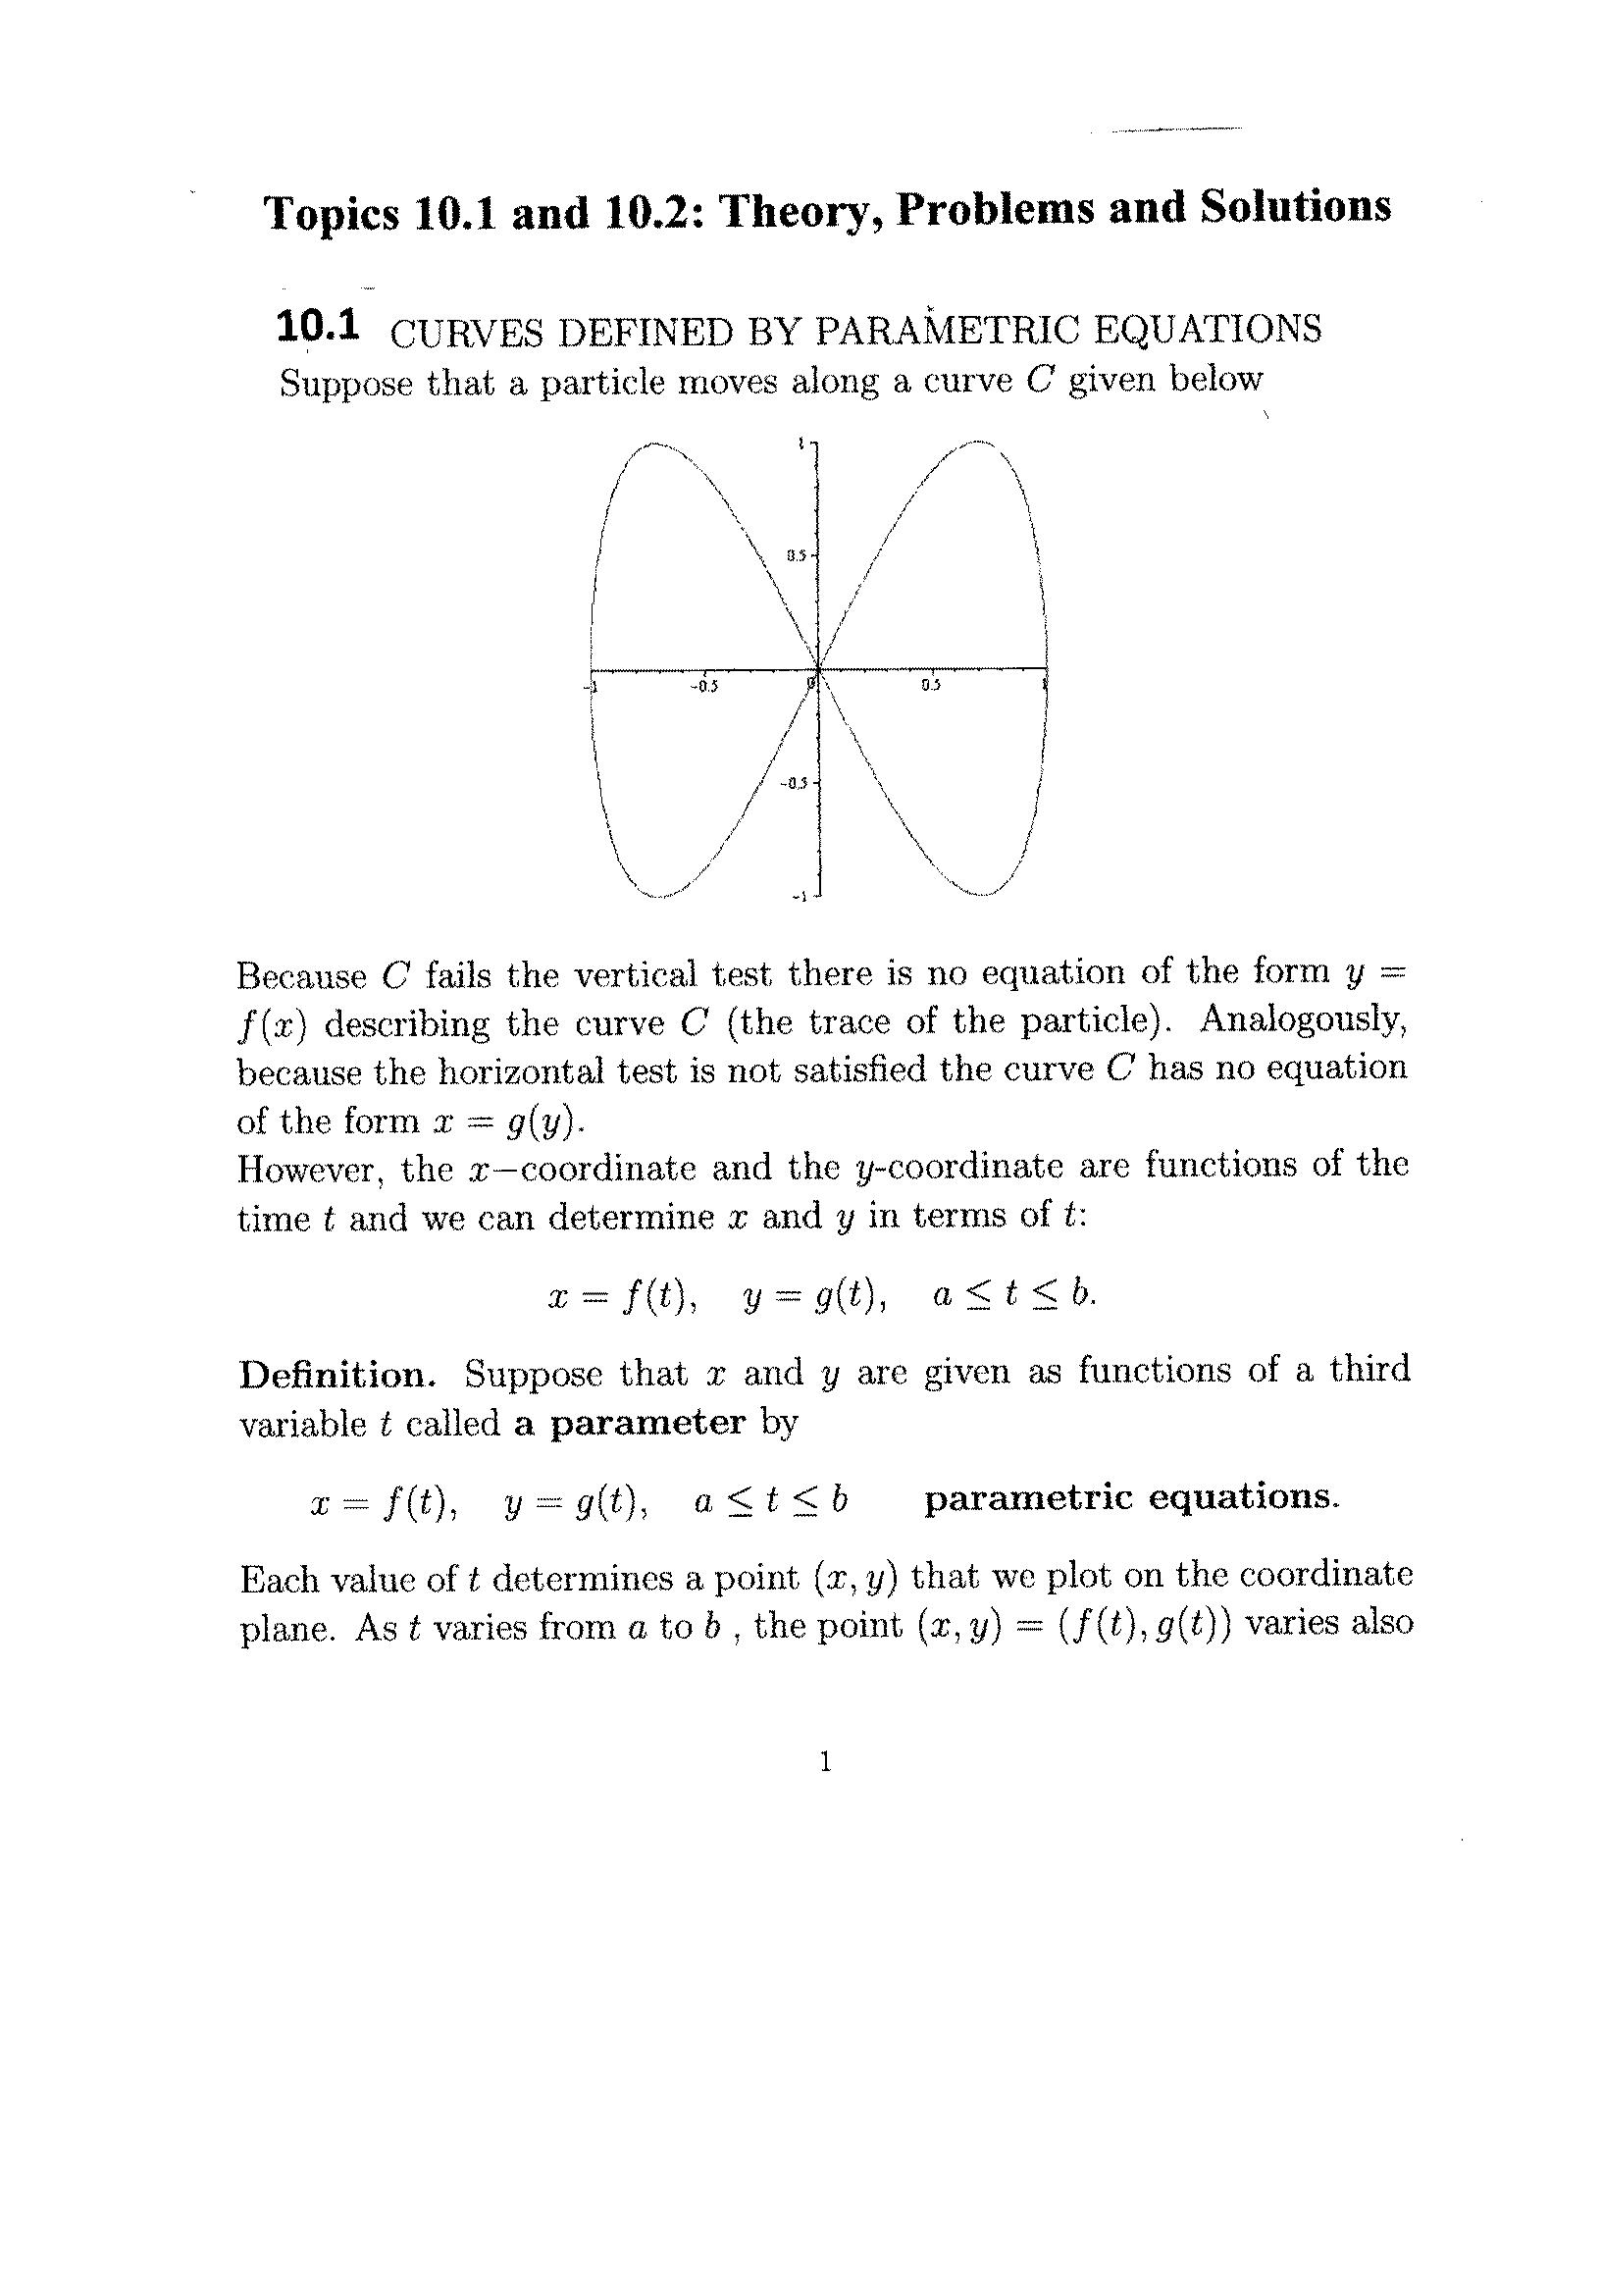 Topics 10.1 and 10.2: Theory, Problems and Solutions
10.1 CURVES DEFINED BY PARAMETRIC EQUATIONS
Suppose that a particle moves along a curve C given below
1
0.5
-1 -0.5 0 0.5 1
-0.5
-1
Because C fails the vertical test there is no equation of the form y =
f(x) describing the curve C (the trace of the particle). Analogously,
because the horizontal test is not satisfied the curve C has no equation
of the form x = g(y).
However, the x−coordinate and the y-coordinate are functions of the
time t and we can determine x and y in terms of t:
x = f(t), y = g(t), a ≤ t ≤ b.
Definition. Suppose that x and y are given as functions of a third
variable t called a parameter by
x = f(t), y = g(t), a ≤ t ≤ b parametric equations.
Each value of t determines a point (x, y) that we plot on the coordinate
plane. As t varies from a to b , the point (x, y) = (f(t), g(t)) varies also
1